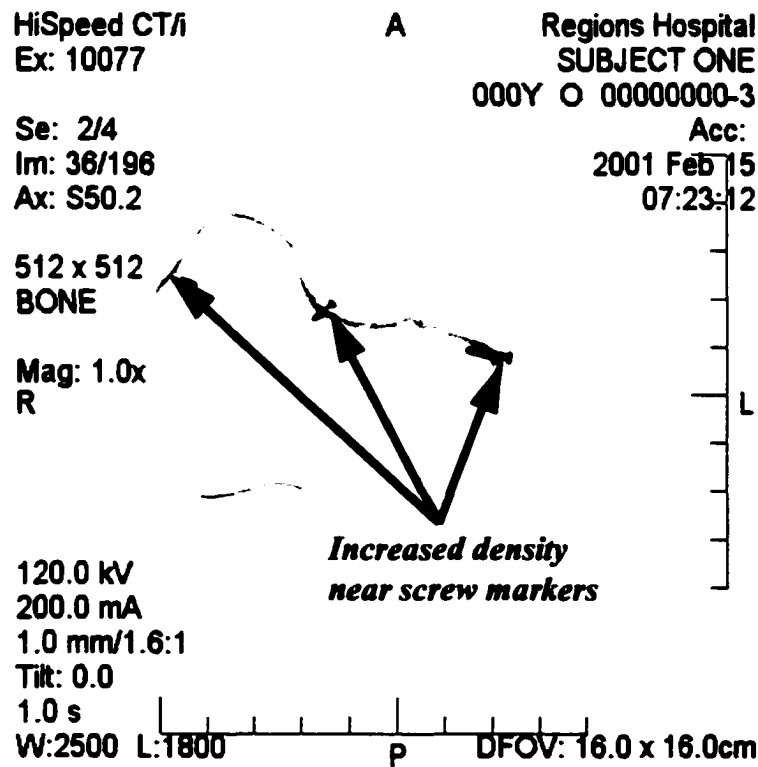 HiSpeed CT/i
Ex: 10077
A
Regions Hospital
SUBJECT ONE
000Y O 00000000-3
Acc:
2001 Feb 15
07:23:12
Se: 2/4
Im: 36/196
Ax: S50.2
512 x 512
BONE
Mag: 1.0x
R
L
Increased density
near screw markers
120.0 kV
200.0 mA
1.0 mm/1.6:1
Tilt: 0.0
1.0 s
W:2500 L:1800
P
DFOV: 16.0 x 16.0cm